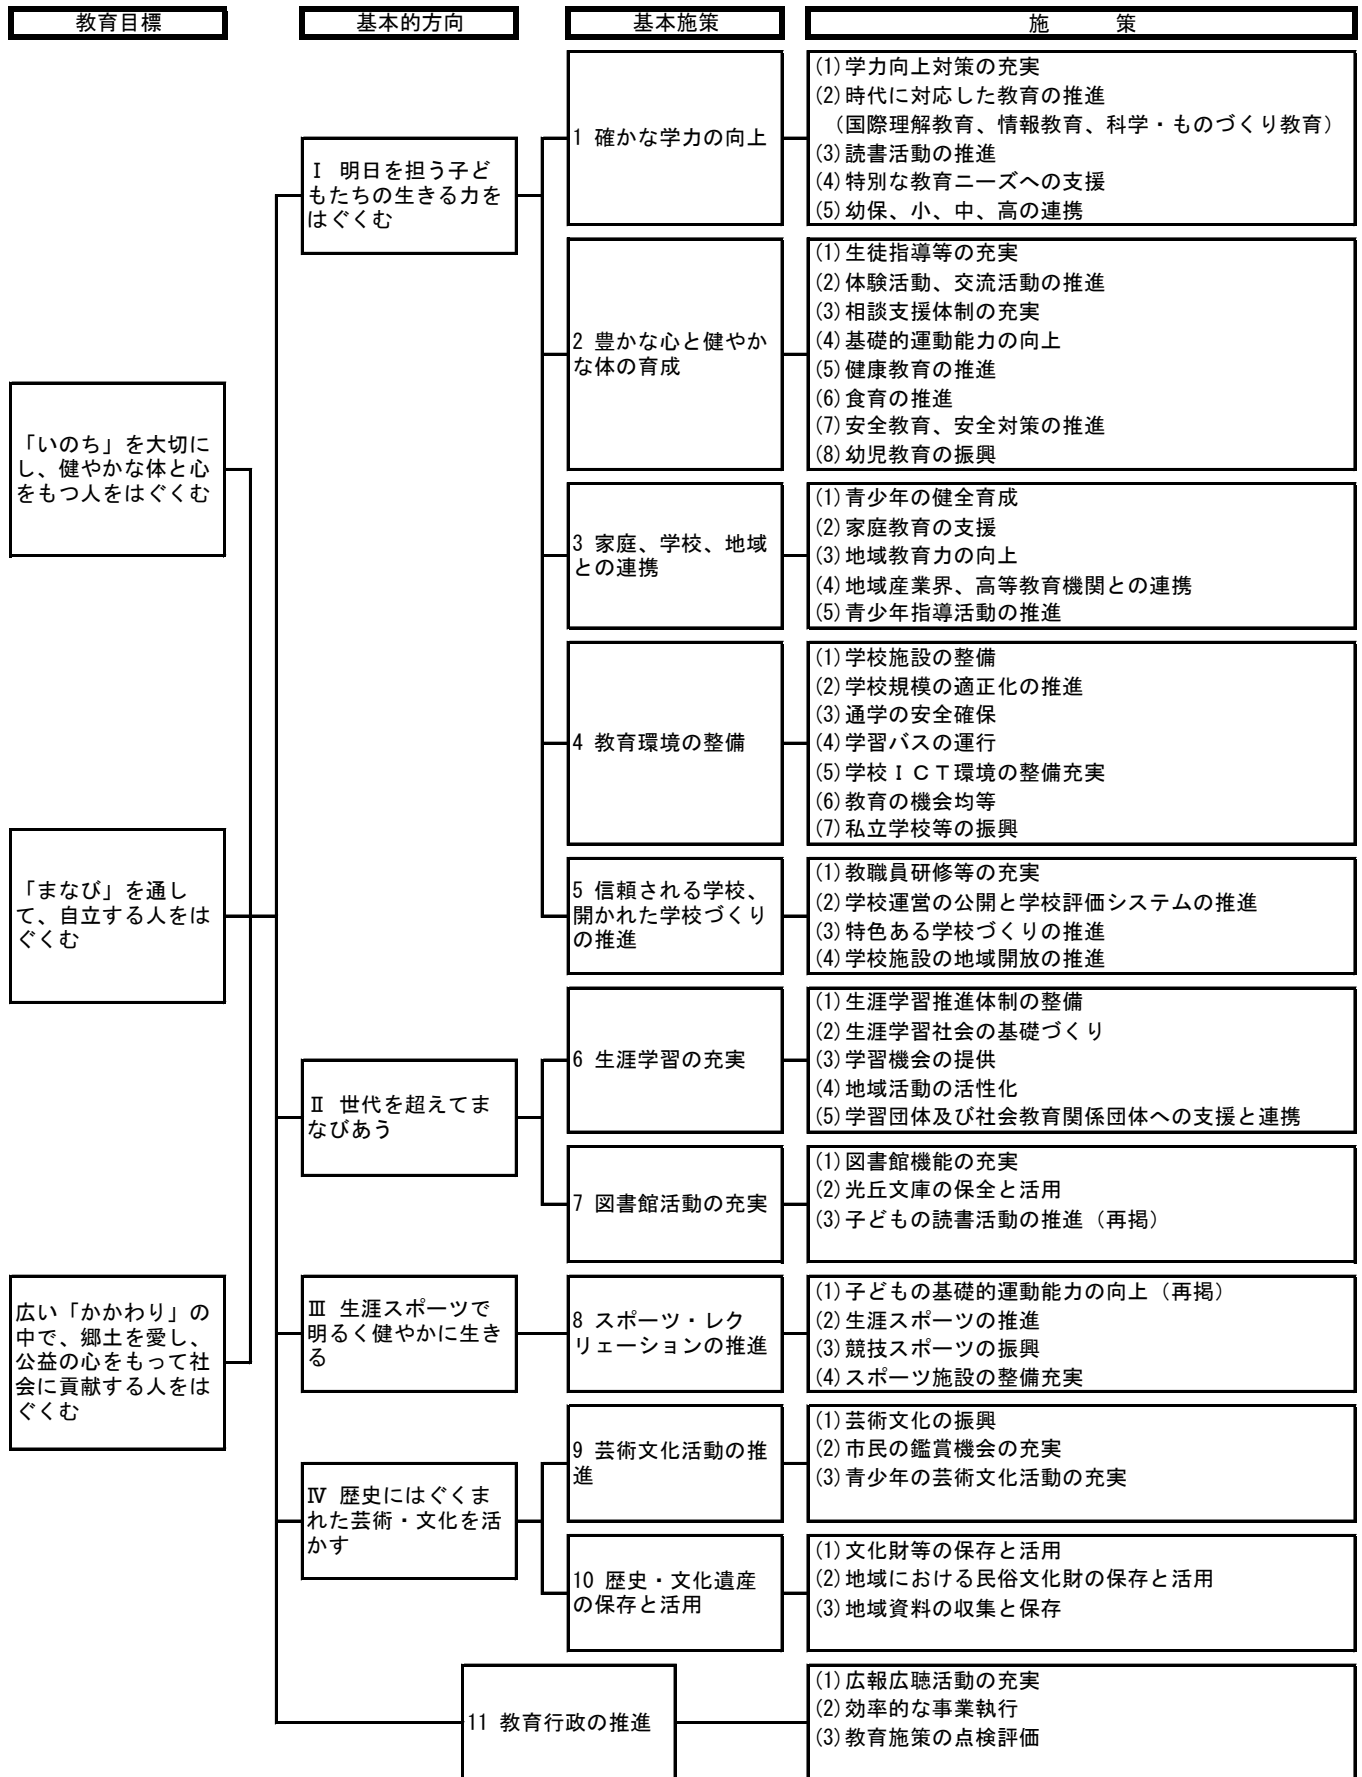 教育目標
基本的方向
基本施策
施　　　策
「いのち」を大切に
し、健やかな体と心
をもつ人をはぐくむ
「まなび」を通し
て、自立する人をは
ぐくむ
広い「かかわり」の
中で、郷土を愛し、
公益の心をもって社
会に貢献する人をは
ぐくむ
Ⅰ 明日を担う子ど
もたちの生きる力を
はぐくむ
1 確かな学力の向上
(1)学力向上対策の充実
(2)時代に対応した教育の推進
（国際理解教育、情報教育、科学・ものづくり教育）
(3)読書活動の推進
(4)特別な教育ニーズへの支援
(5)幼保、小、中、高の連携
2 豊かな心と健やか
な体の育成
(1)生徒指導等の充実
(2)体験活動、交流活動の推進
(3)相談支援体制の充実
(4)基礎的運動能力の向上
(5)健康教育の推進
(6)食育の推進
(7)安全教育、安全対策の推進
(8)幼児教育の振興
3 家庭、学校、地域
との連携
(1)青少年の健全育成
(2)家庭教育の支援
(3)地域教育力の向上
(4)地域産業界、高等教育機関との連携
(5)青少年指導活動の推進
4 教育環境の整備
(1)学校施設の整備
(2)学校規模の適正化の推進
(3)通学の安全確保
(4)学習バスの運行
(5)学校ＩＣＴ環境の整備充実
(6)教育の機会均等
(7)私立学校等の振興
5 信頼される学校、
開かれた学校づくり
の推進
(1)教職員研修等の充実
(2)学校運営の公開と学校評価システムの推進
(3)特色ある学校づくりの推進
(4)学校施設の地域開放の推進
Ⅱ 世代を超えてま
なびあう
6 生涯学習の充実
(1)生涯学習推進体制の整備
(2)生涯学習社会の基礎づくり
(3)学習機会の提供
(4)地域活動の活性化
(5)学習団体及び社会教育関係団体への支援と連携
7 図書館活動の充実
(1)図書館機能の充実
(2)光丘文庫の保全と活用
(3)子どもの読書活動の推進（再掲）
Ⅲ 生涯スポーツで
明るく健やかに生き
る
8 スポーツ・レク
リェーションの推進
(1)子どもの基礎的運動能力の向上（再掲）
(2)生涯スポーツの推進
(3)競技スポーツの振興
(4)スポーツ施設の整備充実
Ⅳ 歴史にはぐくま
れた芸術・文化を活
かす
9 芸術文化活動の推
進
(1)芸術文化の振興
(2)市民の鑑賞機会の充実
(3)青少年の芸術文化活動の充実
10 歴史・文化遺産
の保存と活用
(1)文化財等の保存と活用
(2)地域における民俗文化財の保存と活用
(3)地域資料の収集と保存
11 教育行政の推進
(1)広報広聴活動の充実
(2)効率的な事業執行
(3)教育施策の点検評価